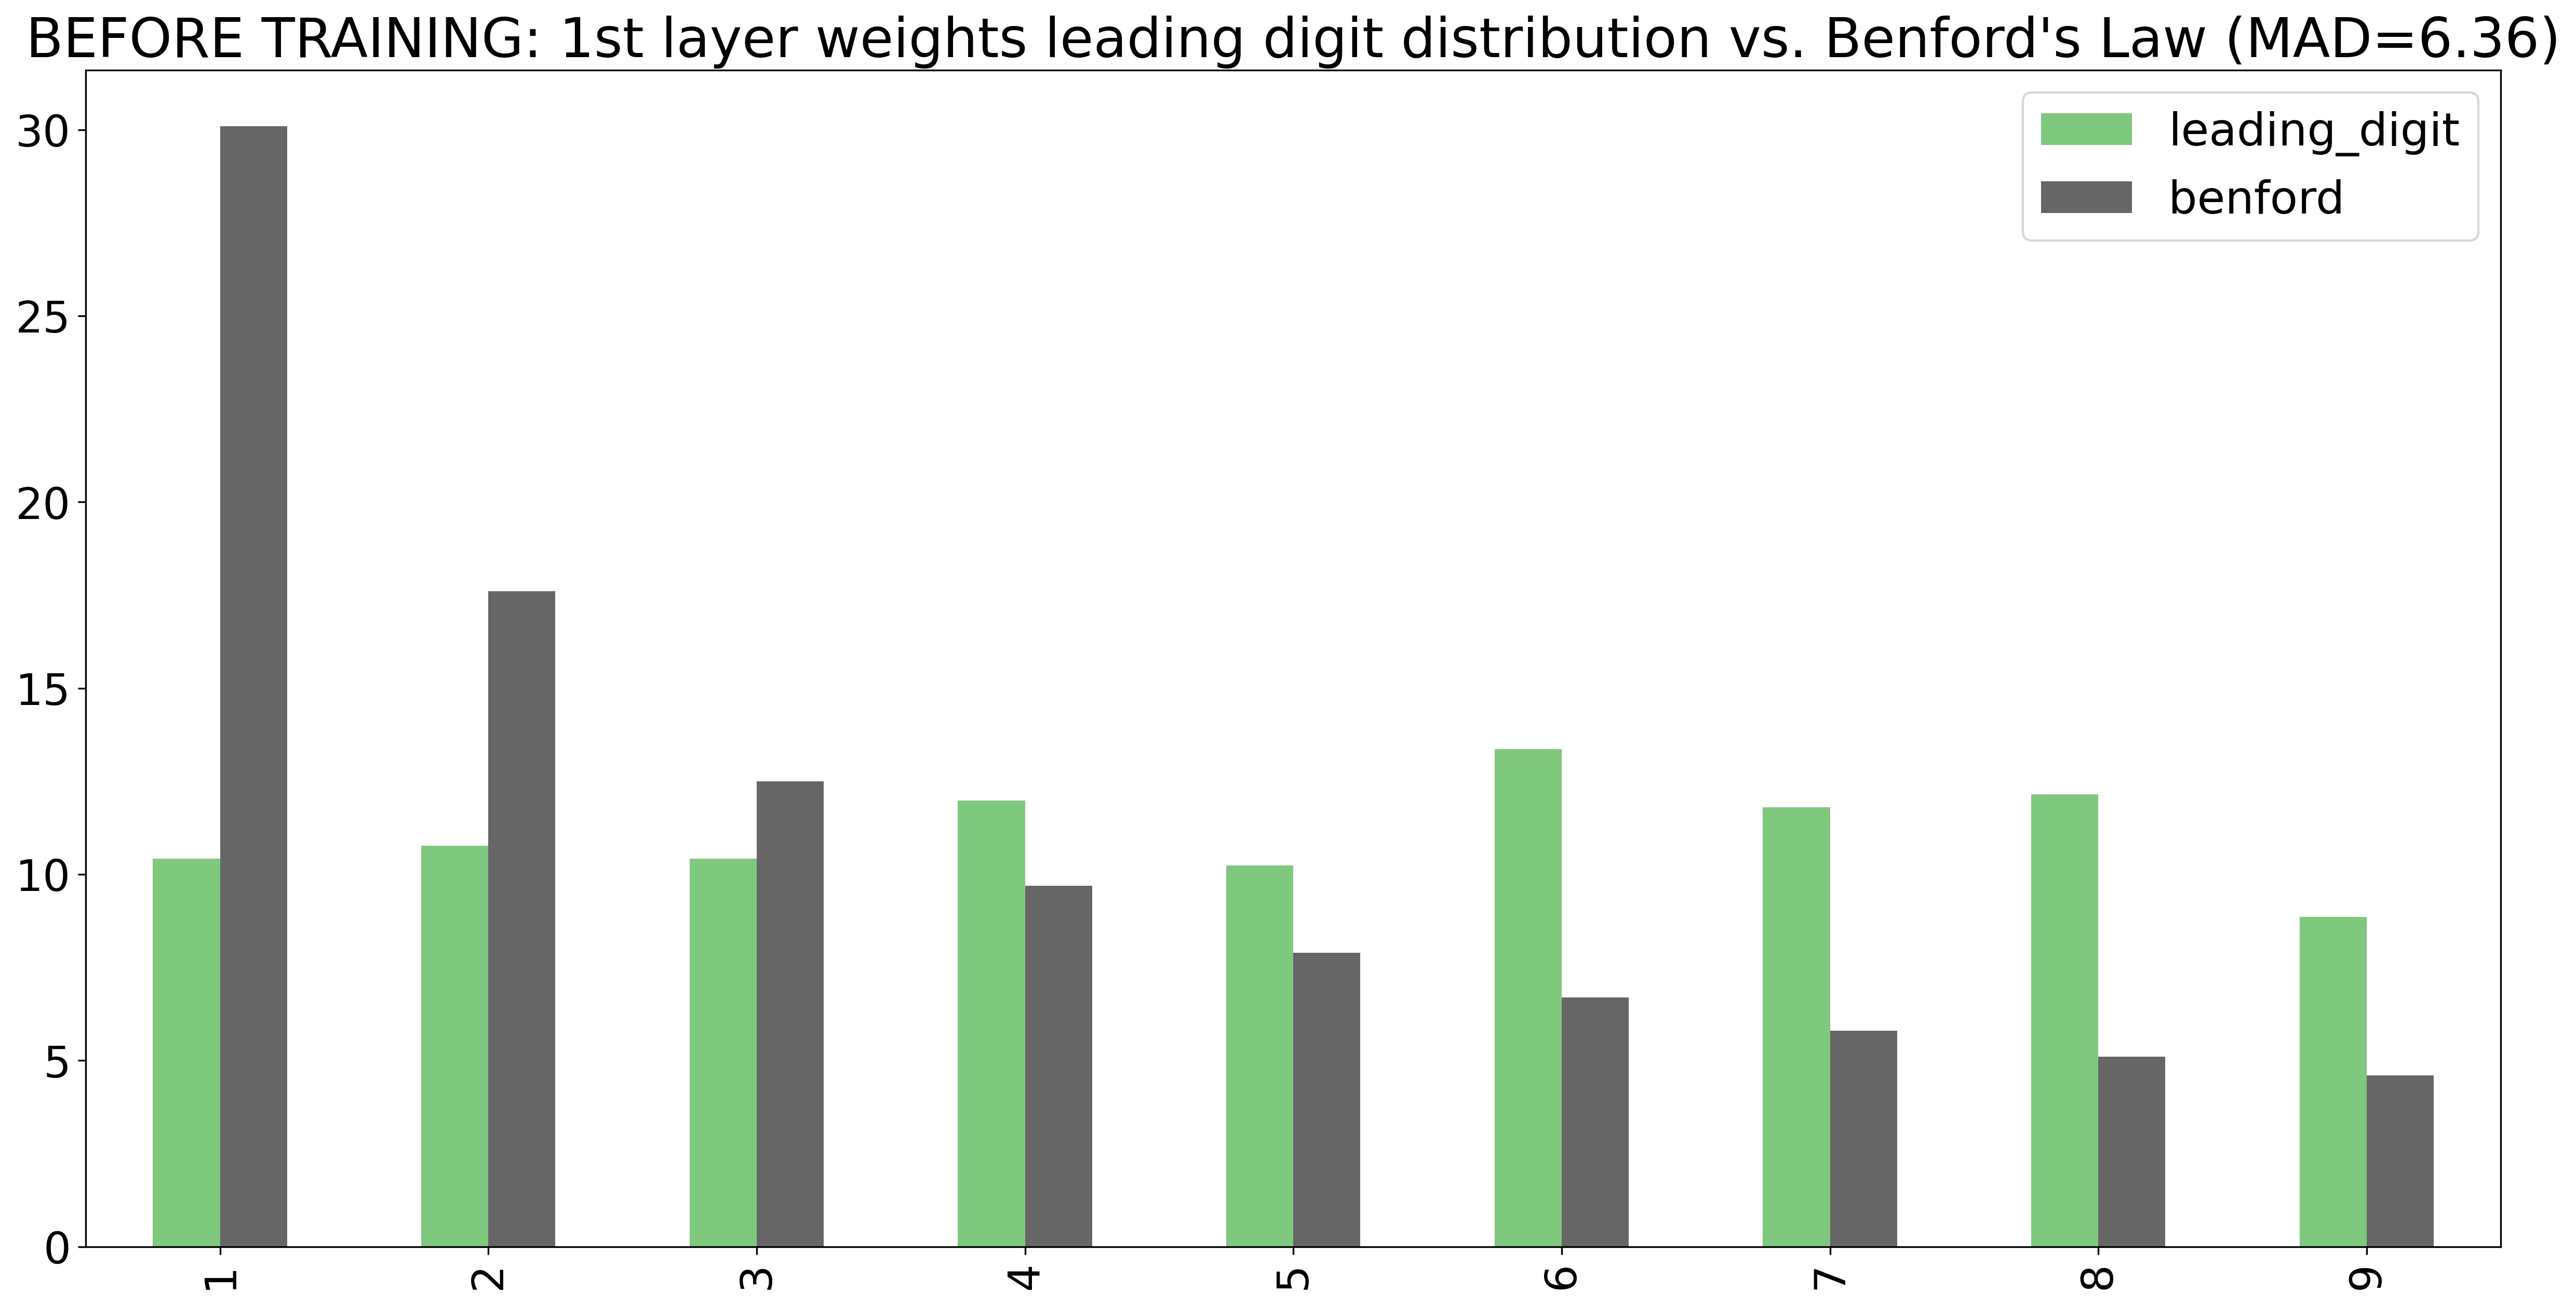 BEFORE TRAINING: 1st layer weights leading digit distribution vs. Benford's Law (MAD=6.36)
leading_digit
benford
30
25
20
15
10
5
0
1 2 3 4 5 6 7 8 9